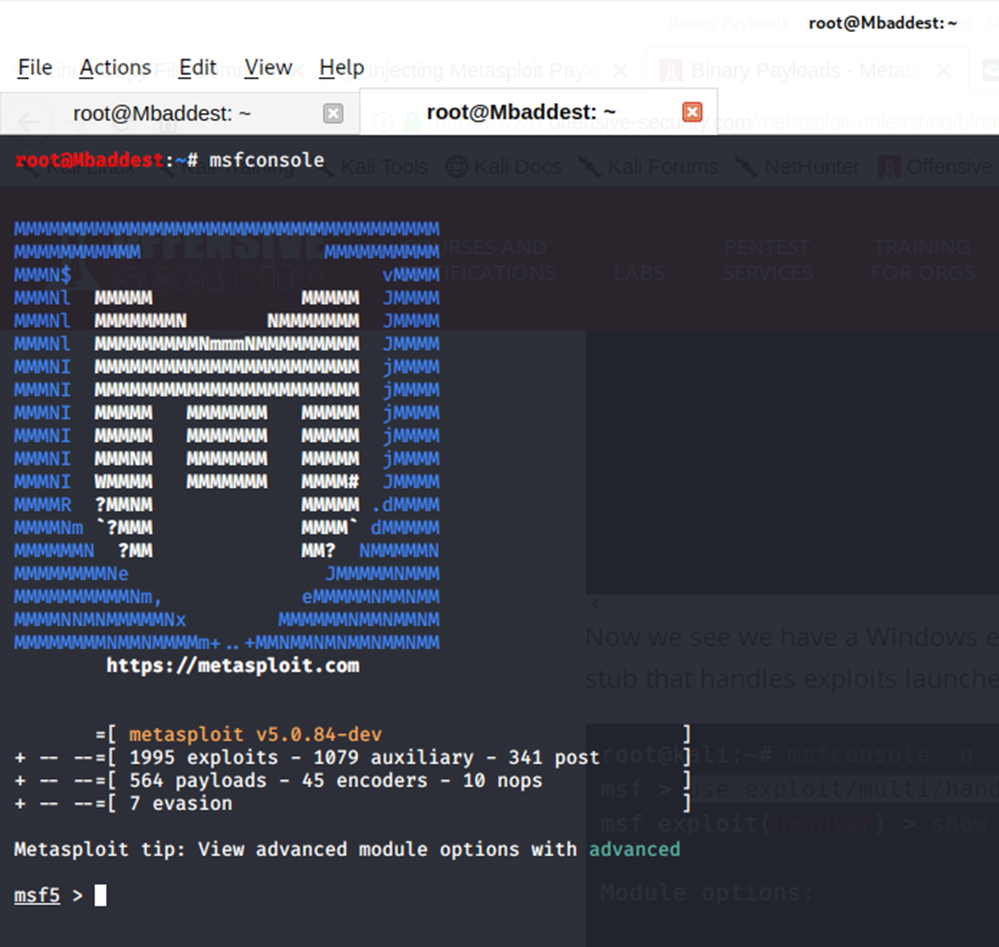 Binary Payloads
root@Mbaddest: ~
File Actions Edit View Help
Injecting Metasploit Paylo
Binary Payloads - Metas
root@Mbaddest: ~
root@Mbaddest: ~
offensive-security.com/metasploit-unleashed/bina
root@Mbaddest:~# msfconsole
Kali Linux Kali Training Kali Tools Kali Docs Kali Forums NetHunter Offensive
OFFENSIVE
security
COURSES AND
LABS
PENTEST
SERVICES
TRAINING
FOR ORGS
MMMMMMMMMMMMMMMMMMMMMMMMMMMMMMMMMMMMM
MMMMMMMMMMM                MMMMMMMMMM
MMMN$                           vMMMM
MMMNl  MMMMM             MMMMM  JMMMM
MMMNl  MMMMMMMN       NMMMMMMM  JMMMM
MMMNl  MMMMMMMMMNmmmNMMMMMMMMM  JMMMM
MMMNI  MMMMMMMMMMMMMMMMMMMMMMM  jMMMM
MMMNI  MMMMMMMMMMMMMMMMMMMMMMM  jMMMM
MMMNI  MMMMM   MMMMMMM   MMMMM  jMMMM
MMMNI  MMMMM   MMMMMMM   MMMMM  jMMMM
MMMNI  MMMNM   MMMMMMM   MMMMM  jMMMM
MMMNI  WMMMM   MMMMMMM   MMMM#  JMMMM
MMMMR  ?MMNM             MMMMM .dMMMM
MMMMNm `?MMM             MMMM` dMMMMM
MMMMMMN  ?MM             MM?  NMMMMMN
MMMMMMMMNe                 JMMMMMNMMM
MMMMMMMMMMNm,            eMMMMMNMMNMM
MMMMNNMNMMMMMNx        MMMMMMNMMNMMNM
MMMMMMMMNMMNMMMMm+..+MMNMMNMNMMNMMNMM
https://metasploit.com
=[ metasploit v5.0.84-dev ]
+ -- --=[ 1995 exploits - 1079 auxiliary - 341 post ]
+ -- --=[ 564 payloads - 45 encoders - 10 nops ]
+ -- --=[ 7 evasion ]
Metasploit tip: View advanced module options with advanced
msf5 >
Now we see we have a Windows e
stub that handles exploits launche
root@kali:~# msfconsole -q
msf > use exploit/multi/hand
msf exploit(handler) > show
Module options: